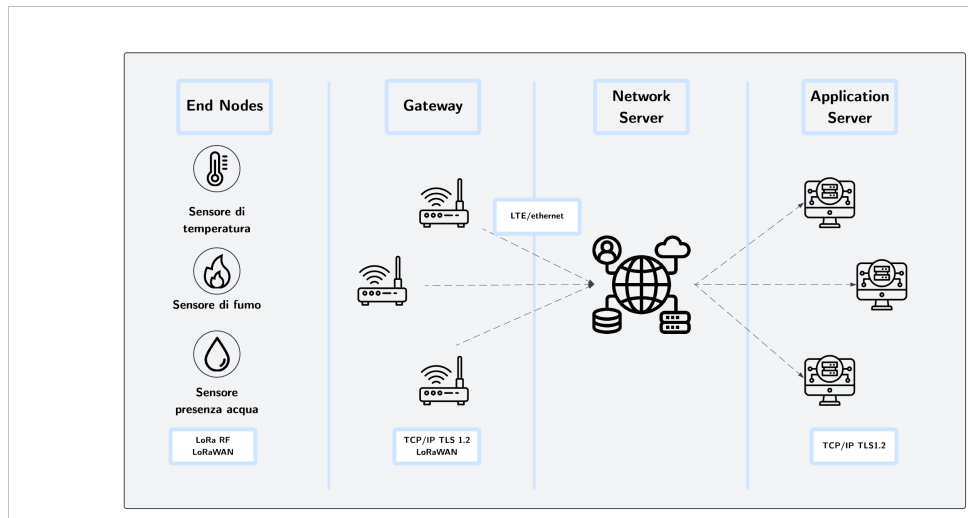 End Nodes
Gateway
Network
Server
Application
Server
Sensore di
temperatura
Sensore di fumo
Sensore
presenza acqua
LoRa RF
LoRaWAN
LTE/ethernet
TCP/IP TLS 1.2
LoRaWAN
TCP/IP TLS1.2